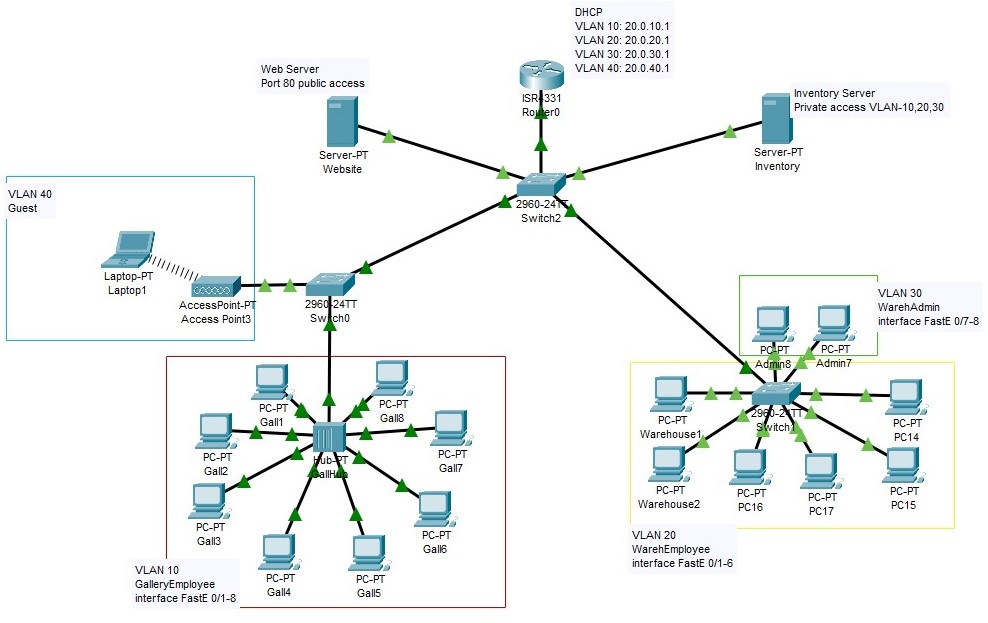 DHCP
VLAN 10: 20.0.10.1
VLAN 20: 20.0.20.1
VLAN 30: 20.0.30.1
VLAN 40: 20.0.40.1
Web Server
Port 80 public access
ISR4331
Router0
Inventory Server
Private access VLAN-10,20,30
Server-PT
Website
Server-PT
Inventory
2960-24TT
Switch2
VLAN 40
Guest
Laptop-PT
Laptop1
AccessPoint-PT
Access Point3
2960-24TT
Switch0
VLAN 30
WarehAdmin
interface FastE 0/7-8
PC-PT
Admin8
PC-PT
Admin7
2960-24TT
Switch1
PC-PT
Warehouse1
PC-PT
PC14
PC-PT
Warehouse2
PC-PT
PC16
PC-PT
PC17
PC-PT
PC15
VLAN 20
WarehEmployee
interface FastE 0/1-6
PC-PT
Gall1
PC-PT
Gall8
PC-PT
Gall2
Hub-PT
GallHub
PC-PT
Gall7
PC-PT
Gall3
PC-PT
Gall6
PC-PT
Gall4
PC-PT
Gall5
VLAN 10
GalleryEmployee
interface FastE 0/1-8